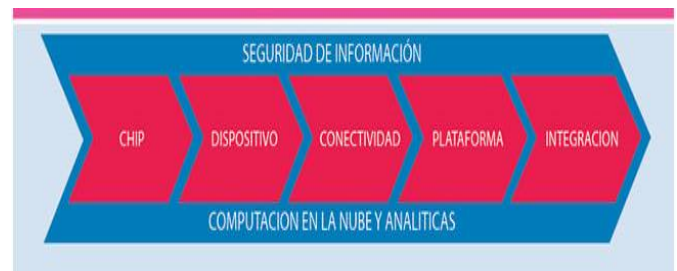 SEGURIDAD DE INFORMACIÓN
CHIP
DISPOSITIVO
CONECTIVIDAD
PLATAFORMA
INTEGRACION
COMPUTACION EN LA NUBE Y ANALITICAS